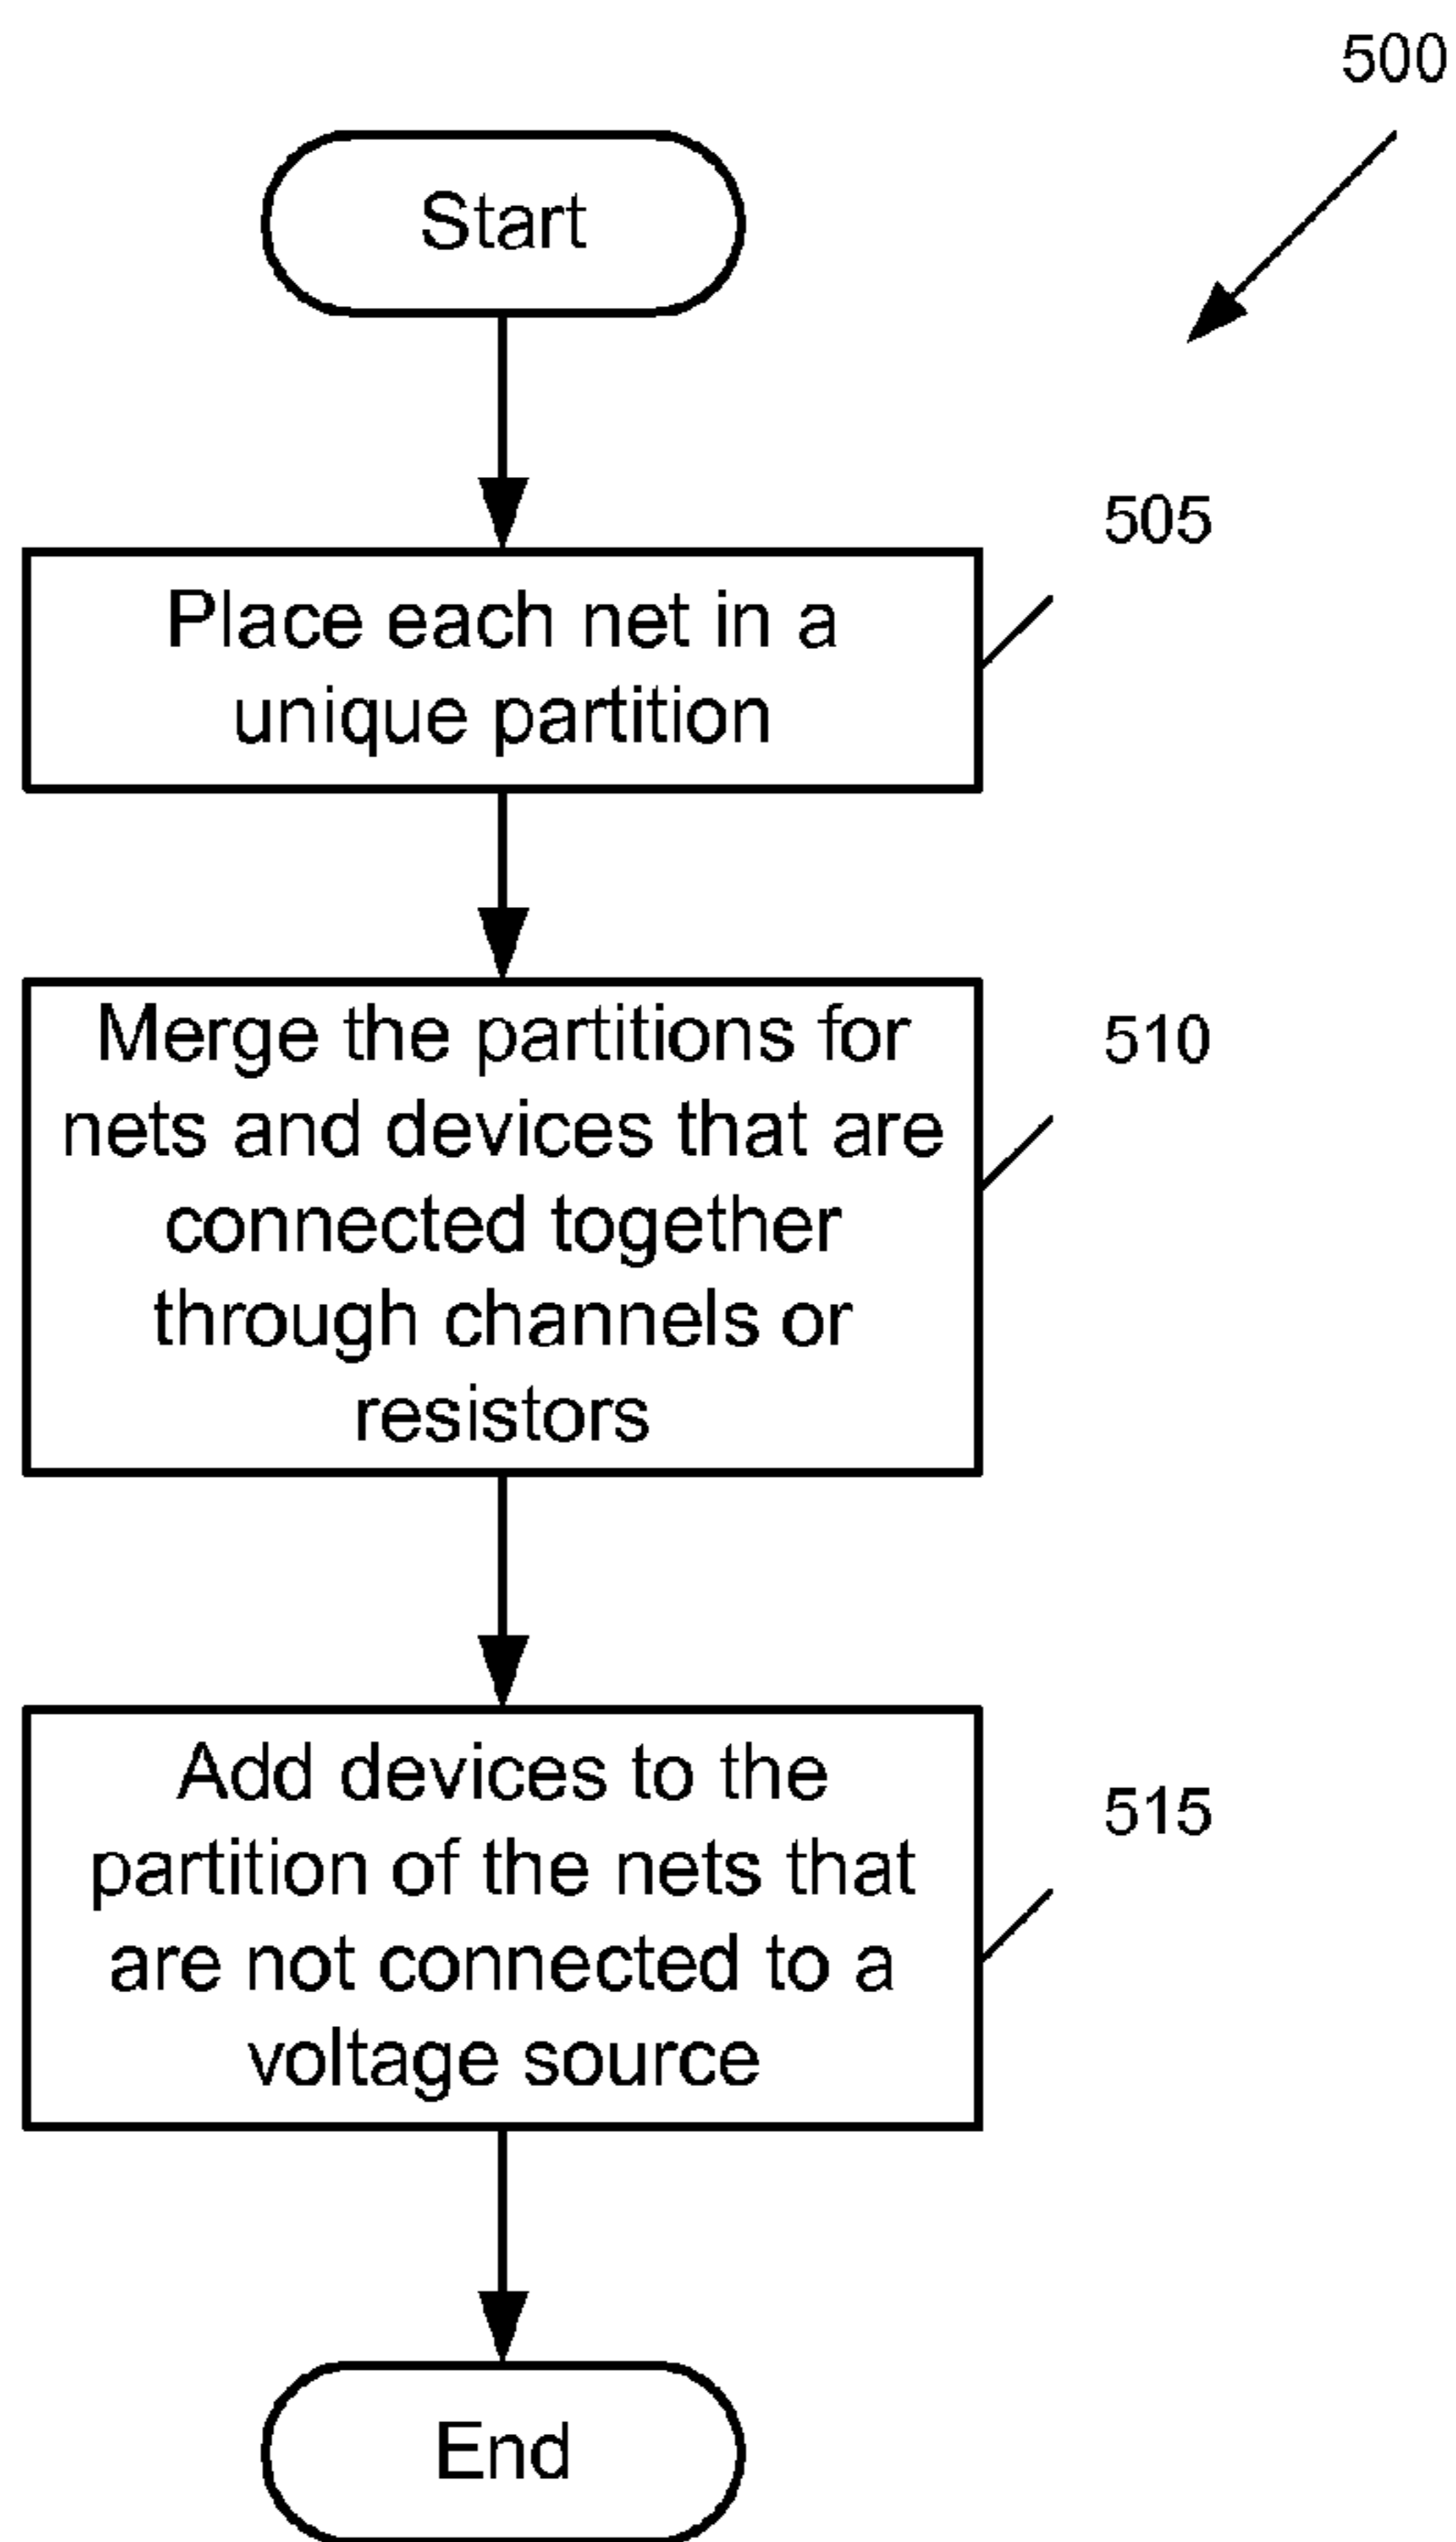 500
Start
505
Place each net in a
unique partition
510
Merge the partitions for
nets and devices that are
connected together
through channels or
resistors
515
Add devices to the
partition of the nets that
are not connected to a
voltage source
End